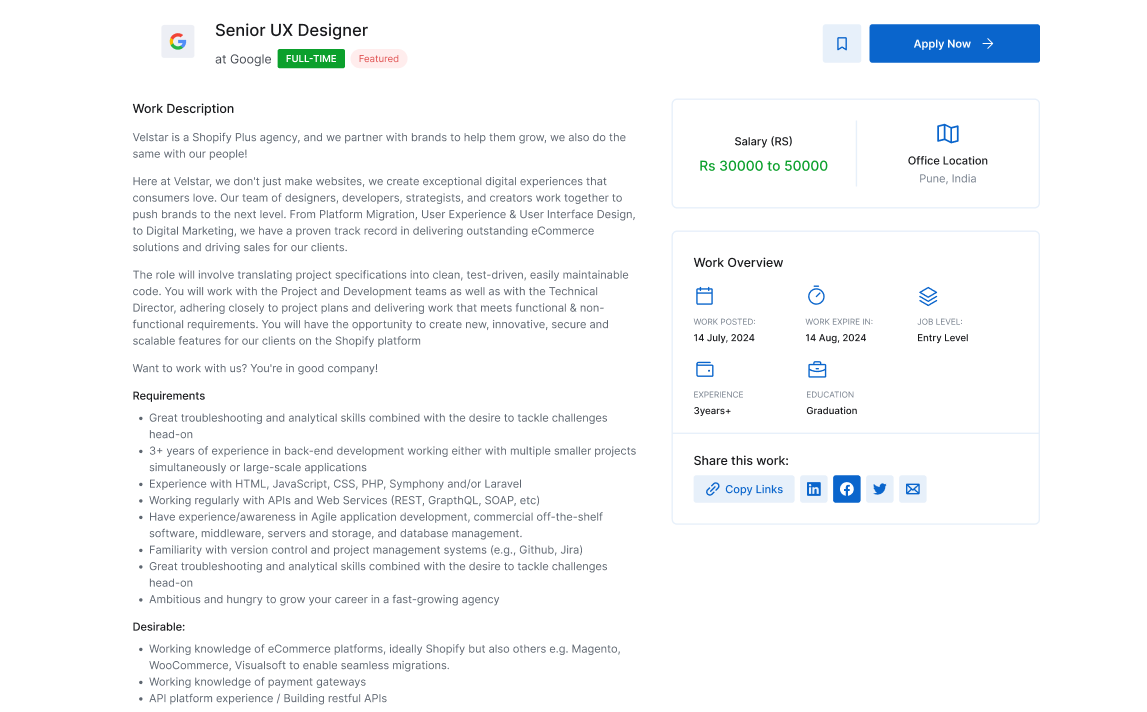 Senior UX Designer
at Google FULL-TIME Featured
Apply Now
Work Description
Velstar is a Shopify Plus agency, and we partner with brands to help them grow, we also do the
same with our people!
Here at Velstar, we don't just make websites, we create exceptional digital experiences that
consumers love. Our team of designers, developers, strategists, and creators work together to
push brands to the next level. From Platform Migration, User Experience & User Interface Design,
to Digital Marketing, we have a proven track record in delivering outstanding eCommerce
solutions and driving sales for our clients.
The role will involve translating project specifications into clean, test-driven, easily maintainable
code. You will work with the Project and Development teams as well as with the Technical
Director, adhering closely to project plans and delivering work that meets functional & non-
functional requirements. You will have the opportunity to create new, innovative, secure and
scalable features for our clients on the Shopify platform
Want to work with us? You're in good company!
Requirements
• Great troubleshooting and analytical skills combined with the desire to tackle challenges
head-on
• 3+ years of experience in back-end development working either with multiple smaller projects
simultaneously or large-scale applications
• Experience with HTML, JavaScript, CSS, PHP, Symphony and/or Laravel
• Working regularly with APIs and Web Services (REST, GrapthQL, SOAP, etc)
• Have experience/awareness in Agile application development, commercial off-the-shelf
software, middleware, servers and storage, and database management.
• Familiarity with version control and project management systems (e.g., Github, Jira)
• Great troubleshooting and analytical skills combined with the desire to tackle challenges
head-on
• Ambitious and hungry to grow your career in a fast-growing agency
Desirable:
• Working knowledge of eCommerce platforms, ideally Shopify but also others e.g. Magento,
WooCommerce, Visualsoft to enable seamless migrations.
• Working knowledge of payment gateways
• API platform experience / Building restful APIs
Salary (RS)
Rs 30000 to 50000
Office Location
Pune, India
Work Overview
WORK POSTED:
14 July, 2024
WORK EXPIRE IN:
14 Aug, 2024
JOB LEVEL:
Entry Level
EXPERIENCE
3years+
EDUCATION
Graduation
Share this work:
Copy Links